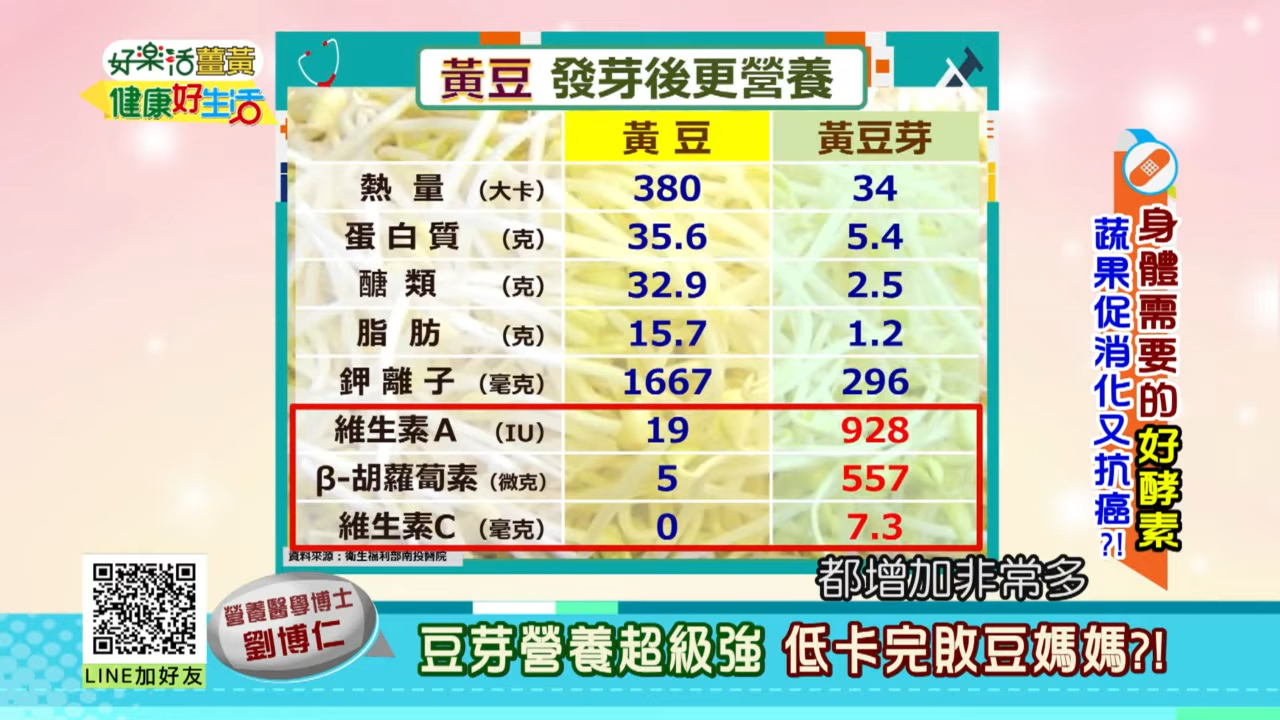 好樂活薑黃
健康好生活
黃豆 發芽後更營養
黃豆 黃豆芽
熱量 (大卡) 380 34
蛋白質 (克) 35.6 5.4
醣類 (克) 32.9 2.5
脂肪 (克) 15.7 1.2
鉀離子 (毫克) 1667 296
維生素A (IU) 19 928
β-胡蘿蔔素 (微克) 5 557
維生素C (毫克) 0 7.3
資料來源：衛生福利部南投醫院
身體需要的好酵素
蔬果促消化又抗癌?!
都增加非常多
營養醫學博士
劉博仁
豆芽營養超級強 低卡完敗豆媽媽?!
LINE加好友